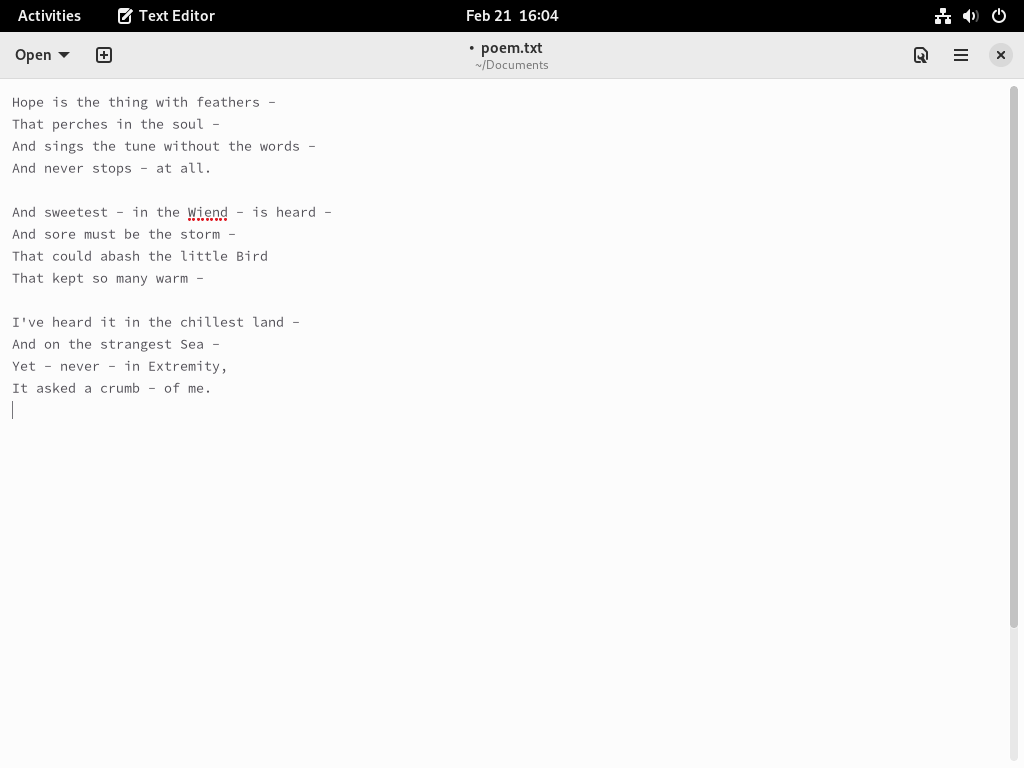 Activities
Text Editor
Feb 21 16:04
Open
• poem.txt
~/Documents
Hope is the thing with feathers –
That perches in the soul –
And sings the tune without the words –
And never stops – at all.

And sweetest – in the Wiend – is heard –
And sore must be the storm –
That could abash the little Bird
That kept so many warm –

I've heard it in the chillest land –
And on the strangest Sea –
Yet – never – in Extremity,
It asked a crumb – of me.